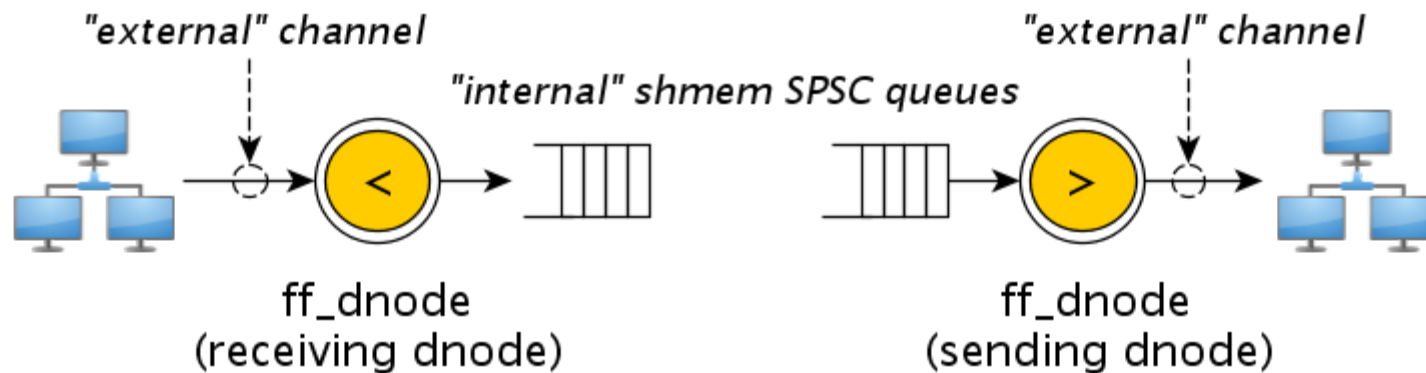 "external" channel
"external" channel
"internal" shmem SPSC queues
<
>
ff_dnode
(receiving dnode)
ff_dnode
(sending dnode)